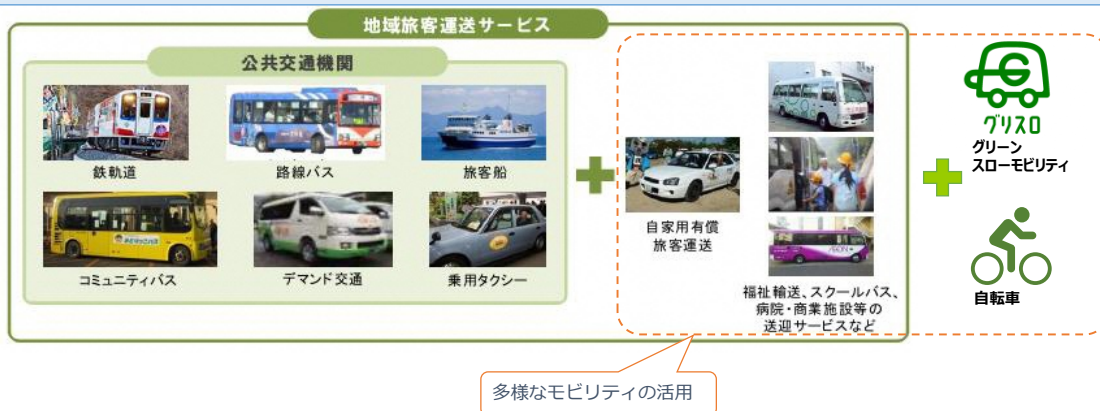 地域旅客運送サービス
公共交通機関
鉄軌道
路線バス
旅客船
コミュニティバス
デマンド交通
乗用タクシー
自家用有償
旅客運送
福祉輸送、スクールバス、
病院・商業施設等の
送迎サービスなど
グリスロ
グリーン
スローモビリティ
自転車
多様なモビリティの活用